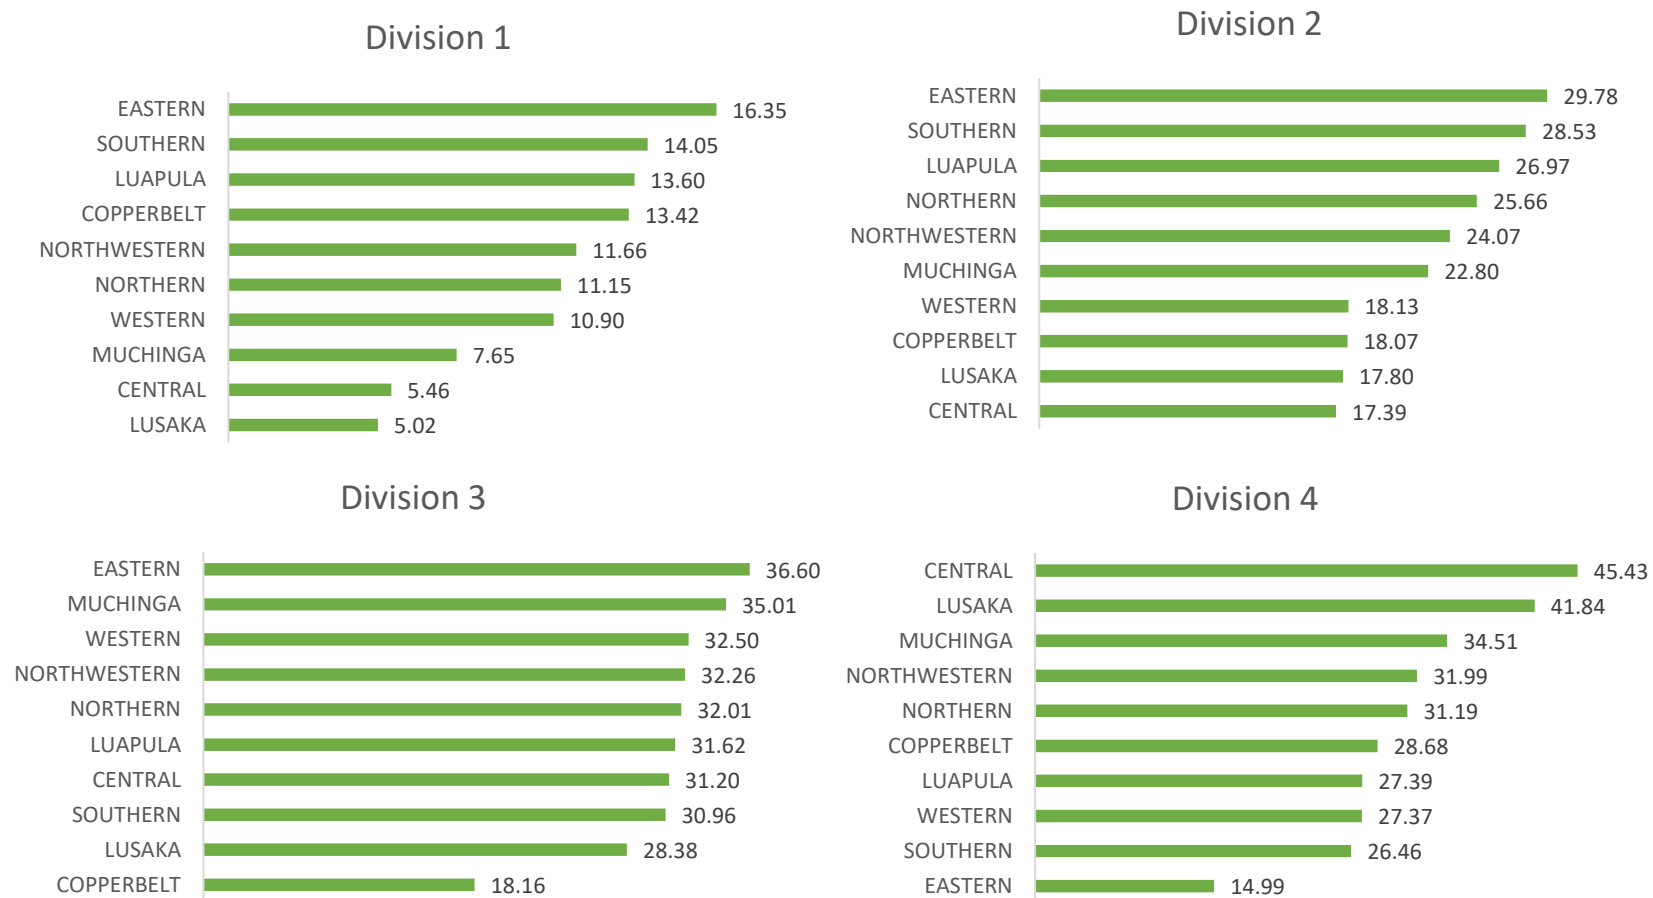 Division 1
EASTERN 16.35
SOUTHERN 14.05
LUAPULA 13.60
COPPERBELT 13.42
NORTHWESTERN 11.66
NORTHERN 11.15
WESTERN 10.90
MUCHINGA 7.65
CENTRAL 5.46
LUSAKA 5.02
Division 2
EASTERN 29.78
SOUTHERN 28.53
LUAPULA 26.97
NORTHERN 25.66
NORTHWESTERN 24.07
MUCHINGA 22.80
WESTERN 18.13
COPPERBELT 18.07
LUSAKA 17.80
CENTRAL 17.39
Division 3
EASTERN 36.60
MUCHINGA 35.01
WESTERN 32.50
NORTHWESTERN 32.26
NORTHERN 32.01
LUAPULA 31.62
CENTRAL 31.20
SOUTHERN 30.96
LUSAKA 28.38
COPPERBELT 18.16
Division 4
CENTRAL 45.43
LUSAKA 41.84
MUCHINGA 34.51
NORTHWESTERN 31.99
NORTHERN 31.19
COPPERBELT 28.68
LUAPULA 27.39
WESTERN 27.37
SOUTHERN 26.46
EASTERN 14.99